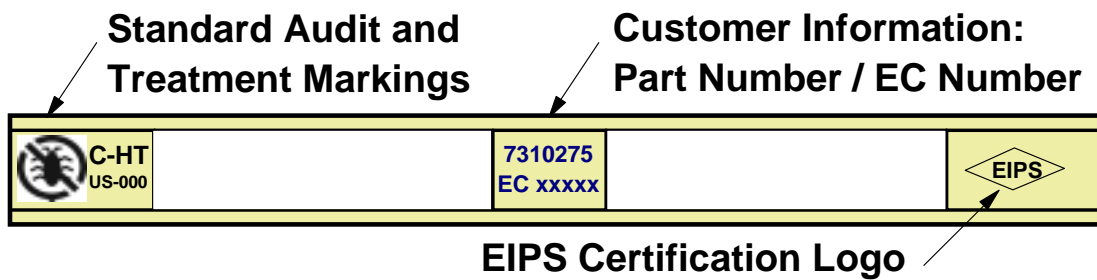 Standard Audit and
Treatment Markings
Customer Information:
Part Number / EC Number
C-HT
US-000
7310275
EC xxxxx
EIPS
EIPS Certification Logo